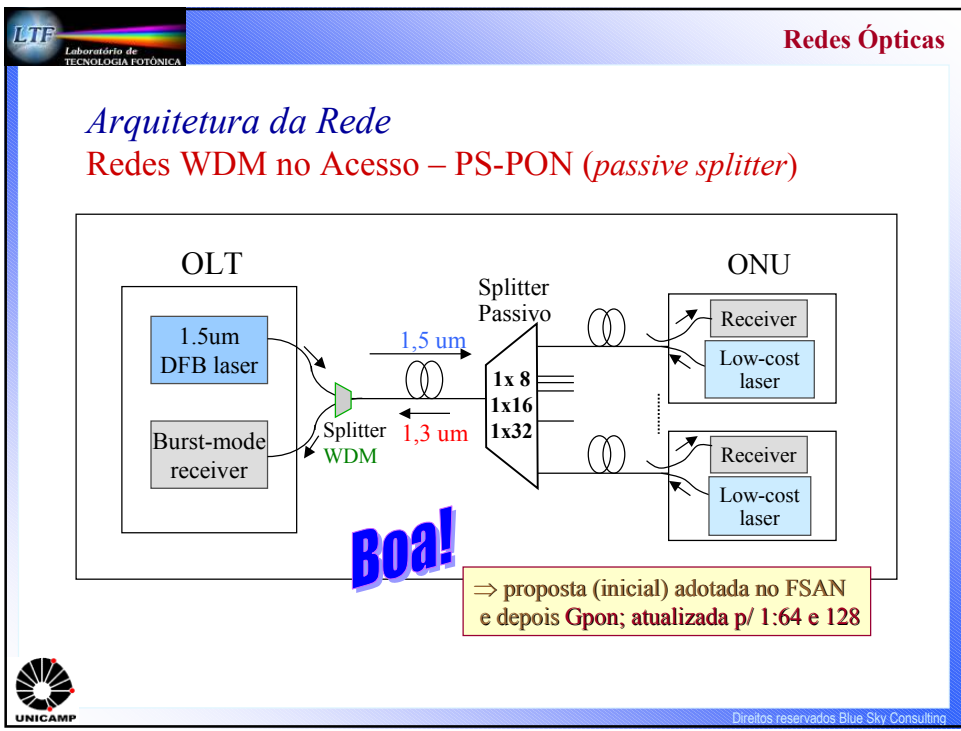 LTF
Laboratório de
TECNOLOGIA FOTÔNICA
Redes Ópticas
Arquitetura da Rede
Redes WDM no Acesso – PS-PON (passive splitter)
OLT
1.5um
DFB laser
Burst-mode
receiver
Splitter
WDM
1,5 um
1,3 um
Splitter
Passivo
1x 8
1x16
1x32
ONU
Receiver
Low-cost
laser
Receiver
Low-cost
laser
Boa!
⇒ proposta (inicial) adotada no FSAN
e depois Gpon; atualizada p/ 1:64 e 128
UNICAMP
Direitos reservados Blue Sky Consulting